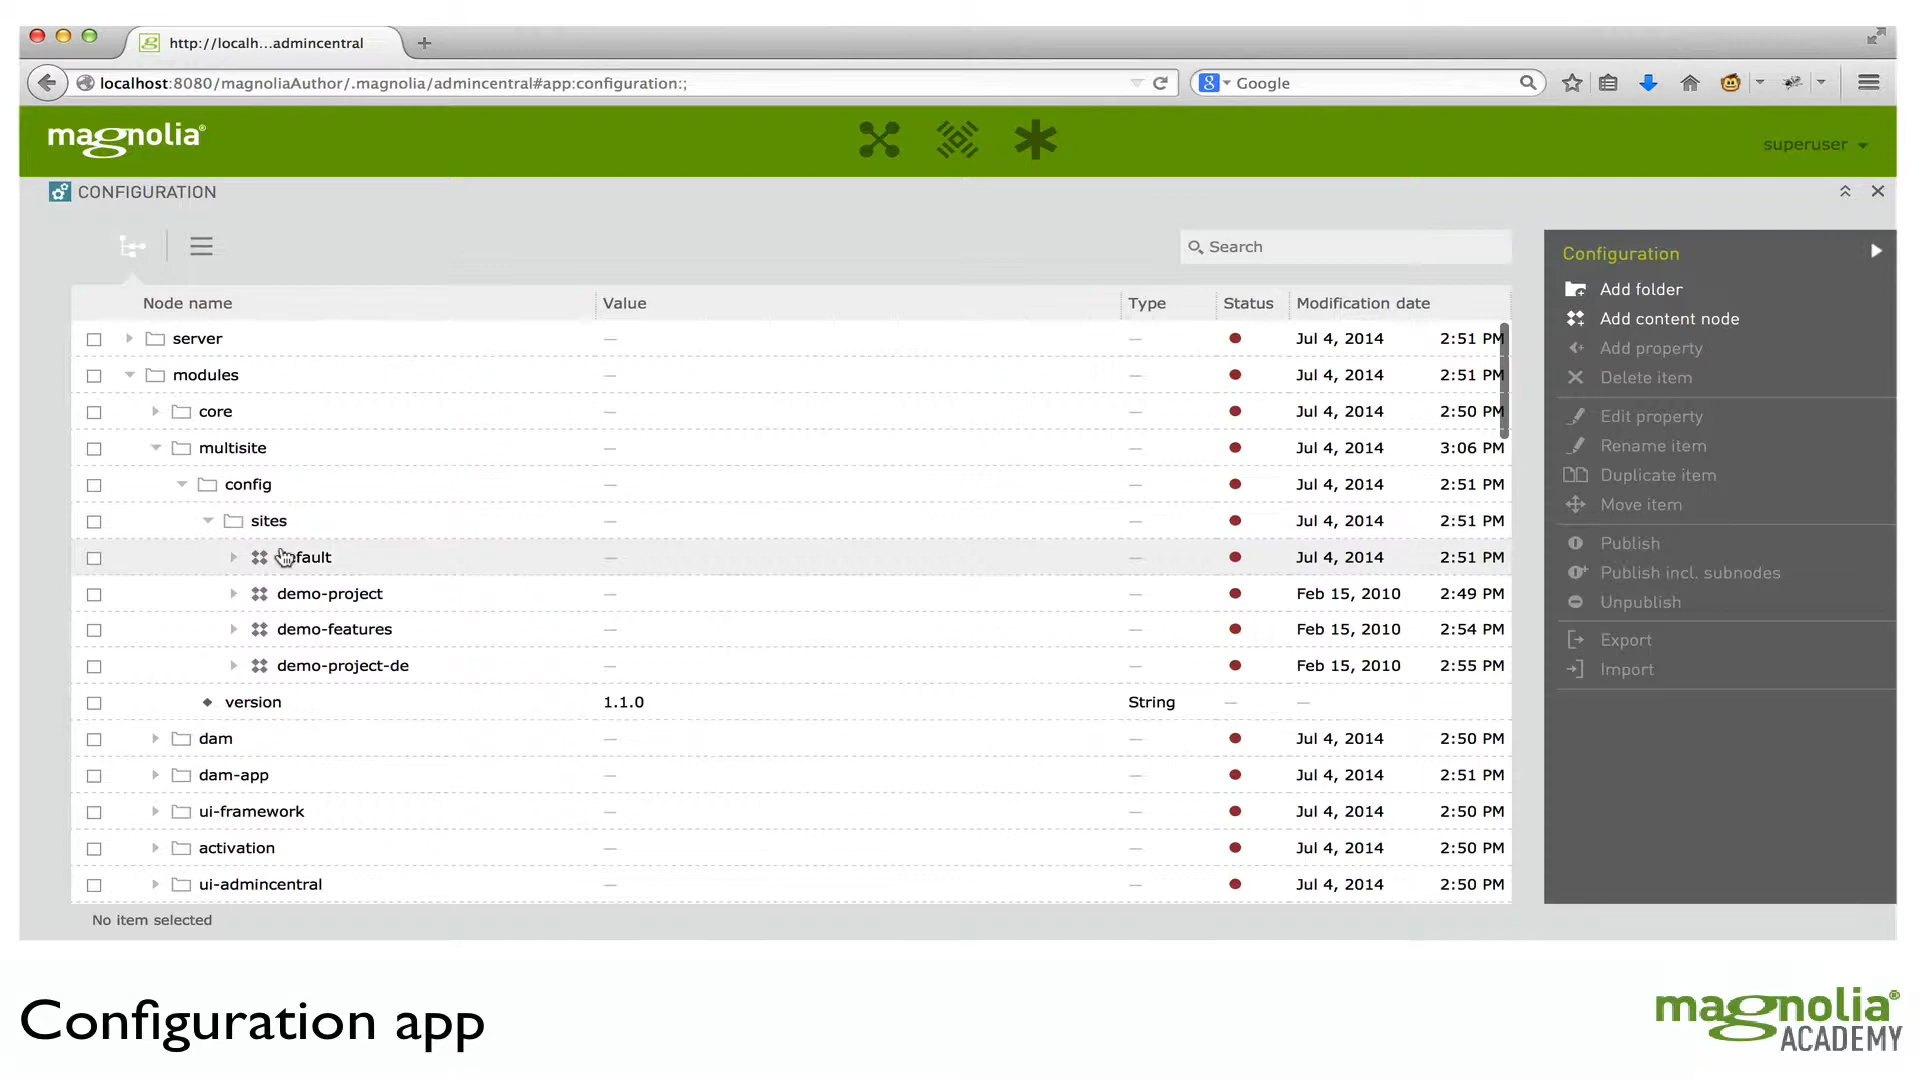 http://localh...admincentral
localhost:8080/magnoliaAuthor/.magnolia/admincentral#app:configuration:;
Google
magnolia®
superuser
CONFIGURATION
Search
Node name Value Type Status Modification date
server — — Jul 4, 2014 2:51 PM
modules — — Jul 4, 2014 2:51 PM
core — — Jul 4, 2014 2:50 PM
multisite — — Jul 4, 2014 3:06 PM
config — — Jul 4, 2014 2:51 PM
sites — — Jul 4, 2014 2:51 PM
fault — — Jul 4, 2014 2:51 PM
demo-project — — Feb 15, 2010 2:49 PM
demo-features — — Feb 15, 2010 2:54 PM
demo-project-de — — Feb 15, 2010 2:55 PM
version 1.1.0 String — —
dam — — Jul 4, 2014 2:50 PM
dam-app — — Jul 4, 2014 2:51 PM
ui-framework — — Jul 4, 2014 2:50 PM
activation — — Jul 4, 2014 2:50 PM
ui-admincentral — — Jul 4, 2014 2:50 PM
No item selected
Configuration
Add folder
Add content node
Add property
Delete item
Edit property
Rename item
Duplicate item
Move item
Publish
Publish incl. subnodes
Unpublish
Export
Import
Configuration app
magnolia®
ACADEMY